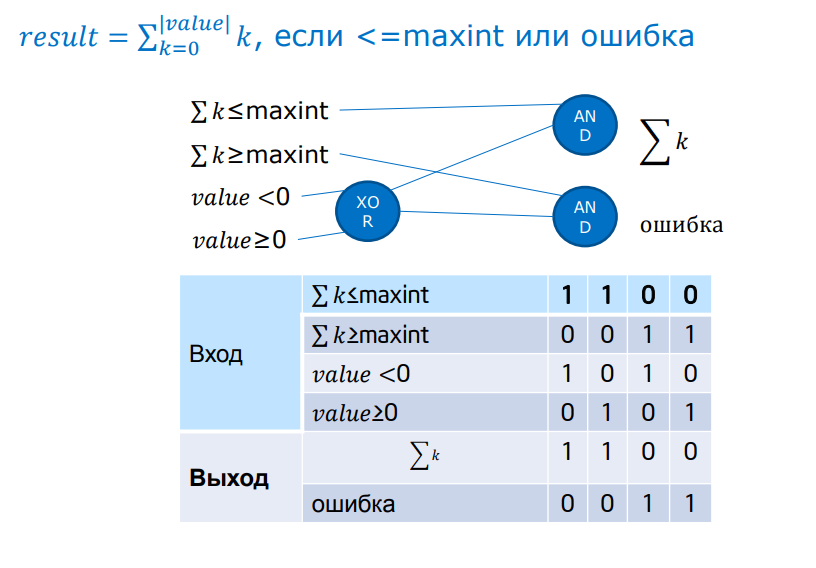 result = ∑_{k=0}^{|value|} k, если <=maxint или ошибка
∑ k≤maxint
∑ k≥maxint
value <0
value≥0
XO
R
AN
D
AN
D
∑ k
ошибка
Вход
∑ k≤maxint 1 1 0 0
∑ k≥maxint 0 0 1 1
value <0 1 0 1 0
value≥0 0 1 0 1
Выход
∑ k 1 1 0 0
ошибка 0 0 1 1